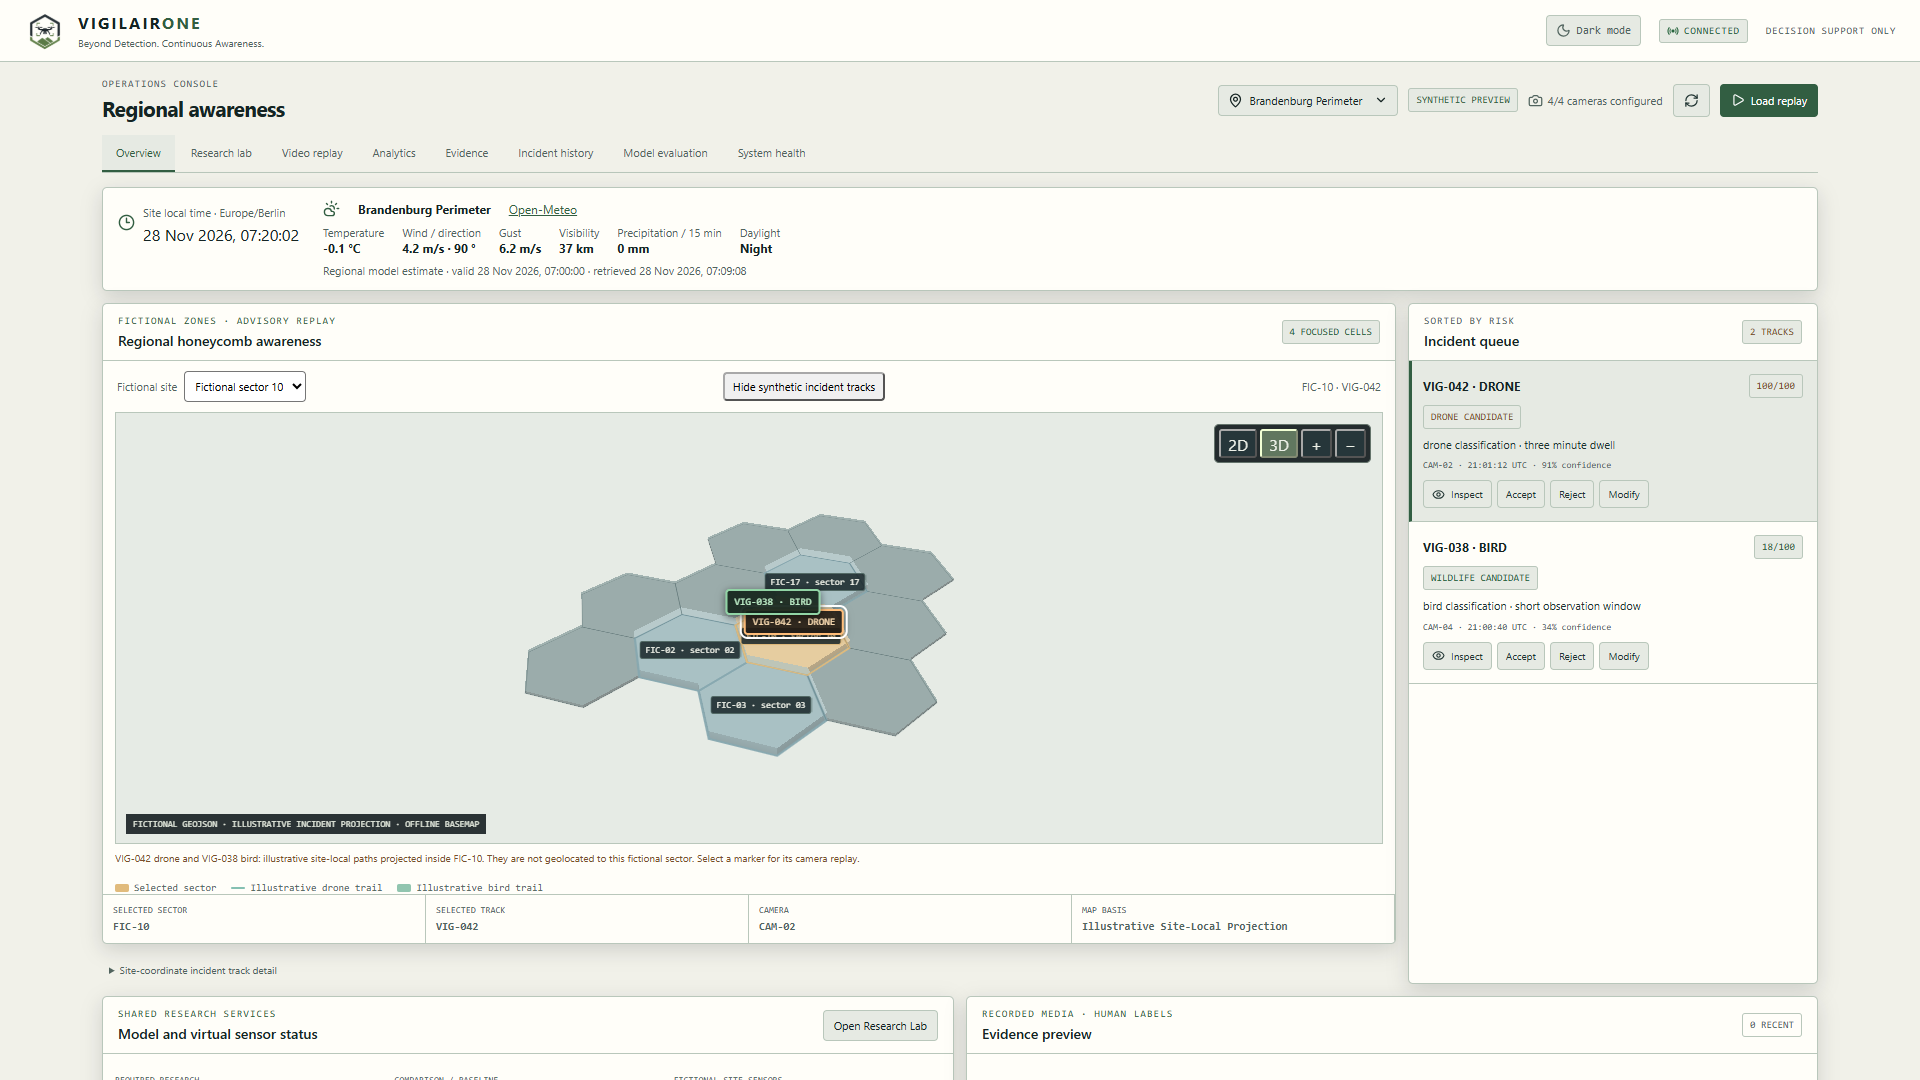 VIGILAIRONE
Beyond Detection. Continuous Awareness.
Dark mode
CONNECTED
DECISION SUPPORT ONLY
OPERATIONS CONSOLE
Regional awareness
Brandenburg Perimeter
SYNTHETIC PREVIEW
4/4 cameras configured
Load replay
Overview
Research lab
Video replay
Analytics
Evidence
Incident history
Model evaluation
System health
Site local time · Europe/Berlin
28 Nov 2026, 07:20:02
Brandenburg Perimeter Open-Meteo
Temperature
-0.1 °C
Wind / direction
4.2 m/s · 90 °
Gust
6.2 m/s
Visibility
37 km
Precipitation / 15 min
0 mm
Daylight
Night
Regional model estimate · valid 28 Nov 2026, 07:00:00 · retrieved 28 Nov 2026, 07:09:08
FICTIONAL ZONES · ADVISORY REPLAY
Regional honeycomb awareness
4 FOCUSED CELLS
Fictional site
Fictional sector 10
Hide synthetic incident tracks
FIC-10 · VIG-042
2D
3D
+
−
FIC-17 · sector 17
VIG-038 · BIRD
VIG-042 · DRONE
FIC-02 · sector 02
FIC-03 · sector 03
FICTIONAL GEOJSON · ILLUSTRATIVE INCIDENT PROJECTION · OFFLINE BASEMAP
VIG-042 drone and VIG-038 bird: illustrative site-local paths projected inside FIC-10. They are not geolocated to this fictional sector. Select a marker for its camera replay.
Selected sector
Illustrative drone trail
Illustrative bird trail
SELECTED SECTOR
FIC-10
SELECTED TRACK
VIG-042
CAMERA
CAM-02
MAP BASIS
Illustrative Site-Local Projection
Site-coordinate incident track detail
SORTED BY RISK
Incident queue
2 TRACKS
VIG-042 · DRONE
100/100
DRONE CANDIDATE
drone classification · three minute dwell
CAM-02 · 21:01:12 UTC · 91% confidence
Inspect
Accept
Reject
Modify
VIG-038 · BIRD
18/100
WILDLIFE CANDIDATE
bird classification · short observation window
CAM-04 · 21:00:40 UTC · 34% confidence
Inspect
Accept
Reject
Modify
SHARED RESEARCH SERVICES
Model and virtual sensor status
Open Research Lab
REQUIRED RESEARCH
COMPARISON / BASELINE
FICTIONAL SITE SENSORS
RECORDED MEDIA · HUMAN LABELS
Evidence preview
0 RECENT